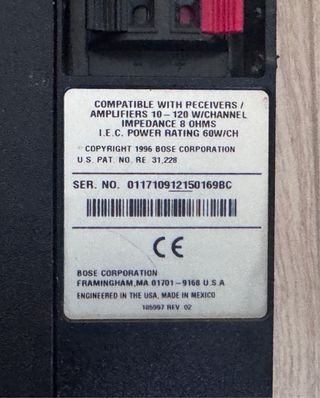 COMPATIBLE WITH RECEIVERS /
AMPLIFIERS 10 – 120 W/CHANNEL
IMPEDANCE 8 OHMS
I.E.C. POWER RATING 60W/CH
COPYRIGHT 1996 BOSE CORPORATION
U.S. PAT. NO. RE 31,228
SER. NO. 01171091215​0169BC
CE
BOSE CORPORATION
FRAMINGHAM,MA 01701 – 9168 U.S.A
ENGINEERED IN THE USA, MADE IN MEXICO
185997 REV 02